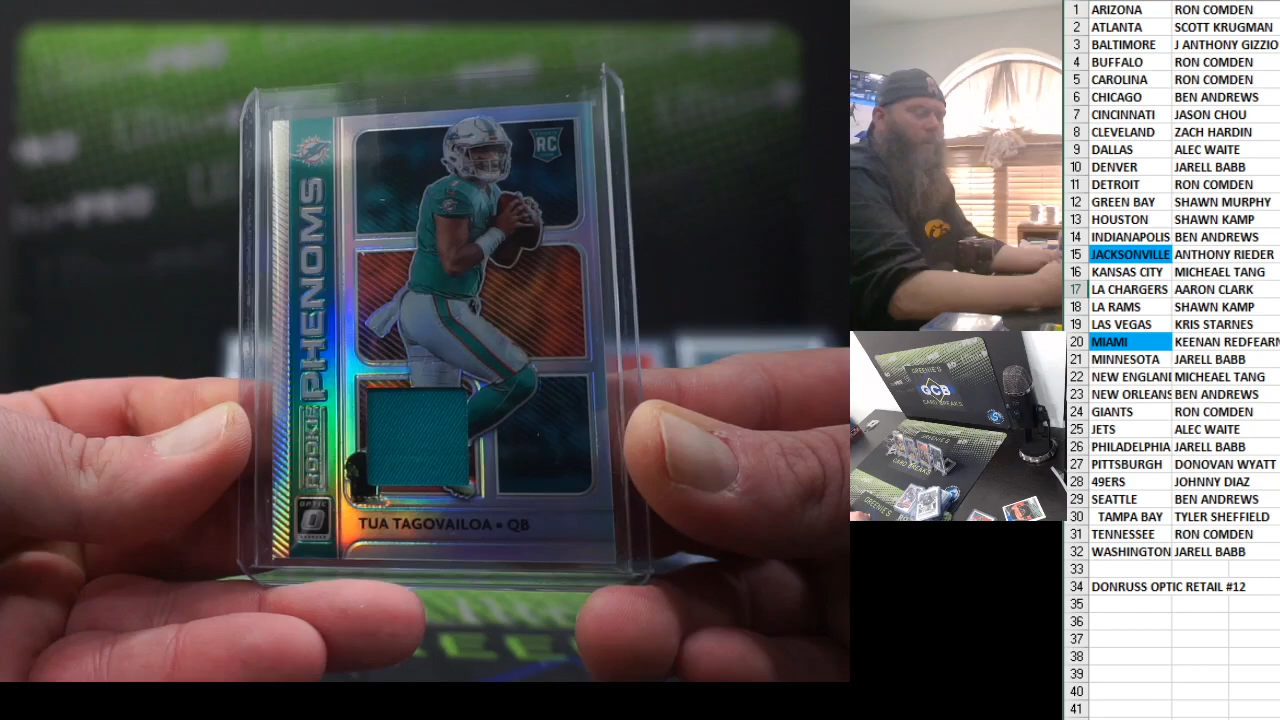 ROOKIE PHENOMS
RC
OPTIC
TUA TAGOVAILOA • QB
GREENIE'S
GCB
CARD BREAKS
GREENIE'S
CARD BREAKS
GREENIE'S
1 ARIZONA RON COMDEN
2 ATLANTA SCOTT KRUGMAN
3 BALTIMORE J ANTHONY GIZZIO
4 BUFFALO RON COMDEN
5 CAROLINA RON COMDEN
6 CHICAGO BEN ANDREWS
7 CINCINNATI JASON CHOU
8 CLEVELAND ZACH HARDIN
9 DALLAS ALEC WAITE
10 DENVER JARELL BABB
11 DETROIT RON COMDEN
12 GREEN BAY SHAWN MURPHY
13 HOUSTON SHAWN KAMP
14 INDIANAPOLIS BEN ANDREWS
15 JACKSONVILLE ANTHONY RIEDER
16 KANSAS CITY MICHEAEL TANG
17 LA CHARGERS AARON CLARK
18 LA RAMS SHAWN KAMP
19 LAS VEGAS KRIS STARNES
20 MIAMI KEENAN REDFEARN
21 MINNESOTA JARELL BABB
22 NEW ENGLAND MICHEAEL TANG
23 NEW ORLEANS BEN ANDREWS
24 GIANTS RON COMDEN
25 JETS ALEC WAITE
26 PHILADELPHIA JARELL BABB
27 PITTSBURGH DONOVAN WYATT
28 49ERS JOHNNY DIAZ
29 SEATTLE BEN ANDREWS
30 TAMPA BAY TYLER SHEFFIELD
31 TENNESSEE RON COMDEN
32 WASHINGTON JARELL BABB
33
34 DONRUSS OPTIC RETAIL #12
35
36
37
38
39
40
41